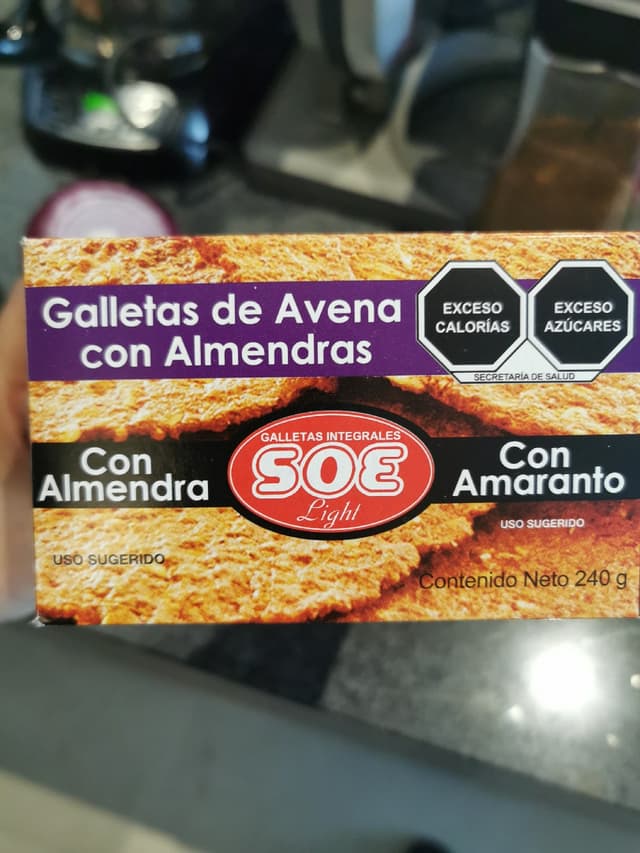 Galletas de Avena
con Almendras
EXCESO
CALORÍAS
EXCESO
AZÚCARES
SECRETARÍA DE SALUD
Con
Almendra
GALLETAS INTEGRALES
SOE
Light
Con
Amaranto
USO SUGERIDO
USO SUGERIDO
Contenido Neto 240 g